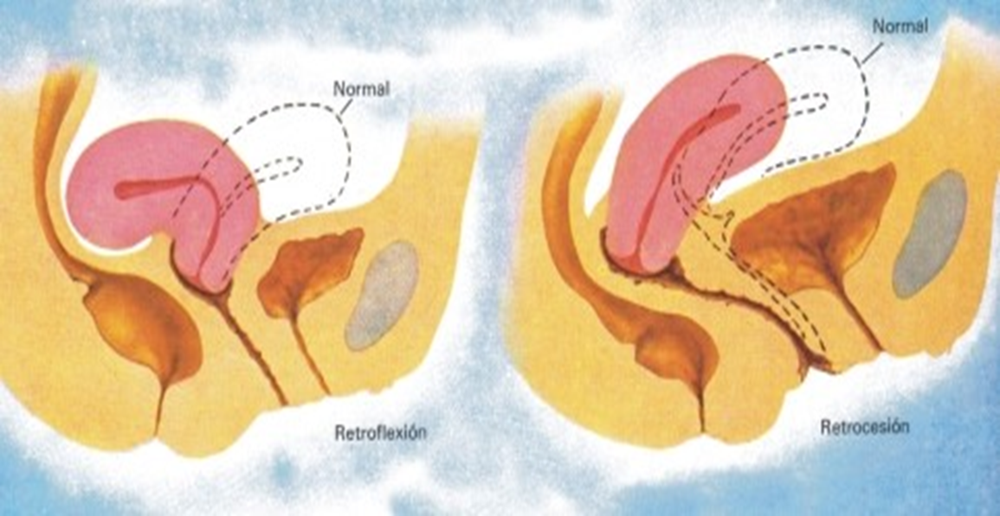 Normal
Normal
Retroflexión
Retrocesión